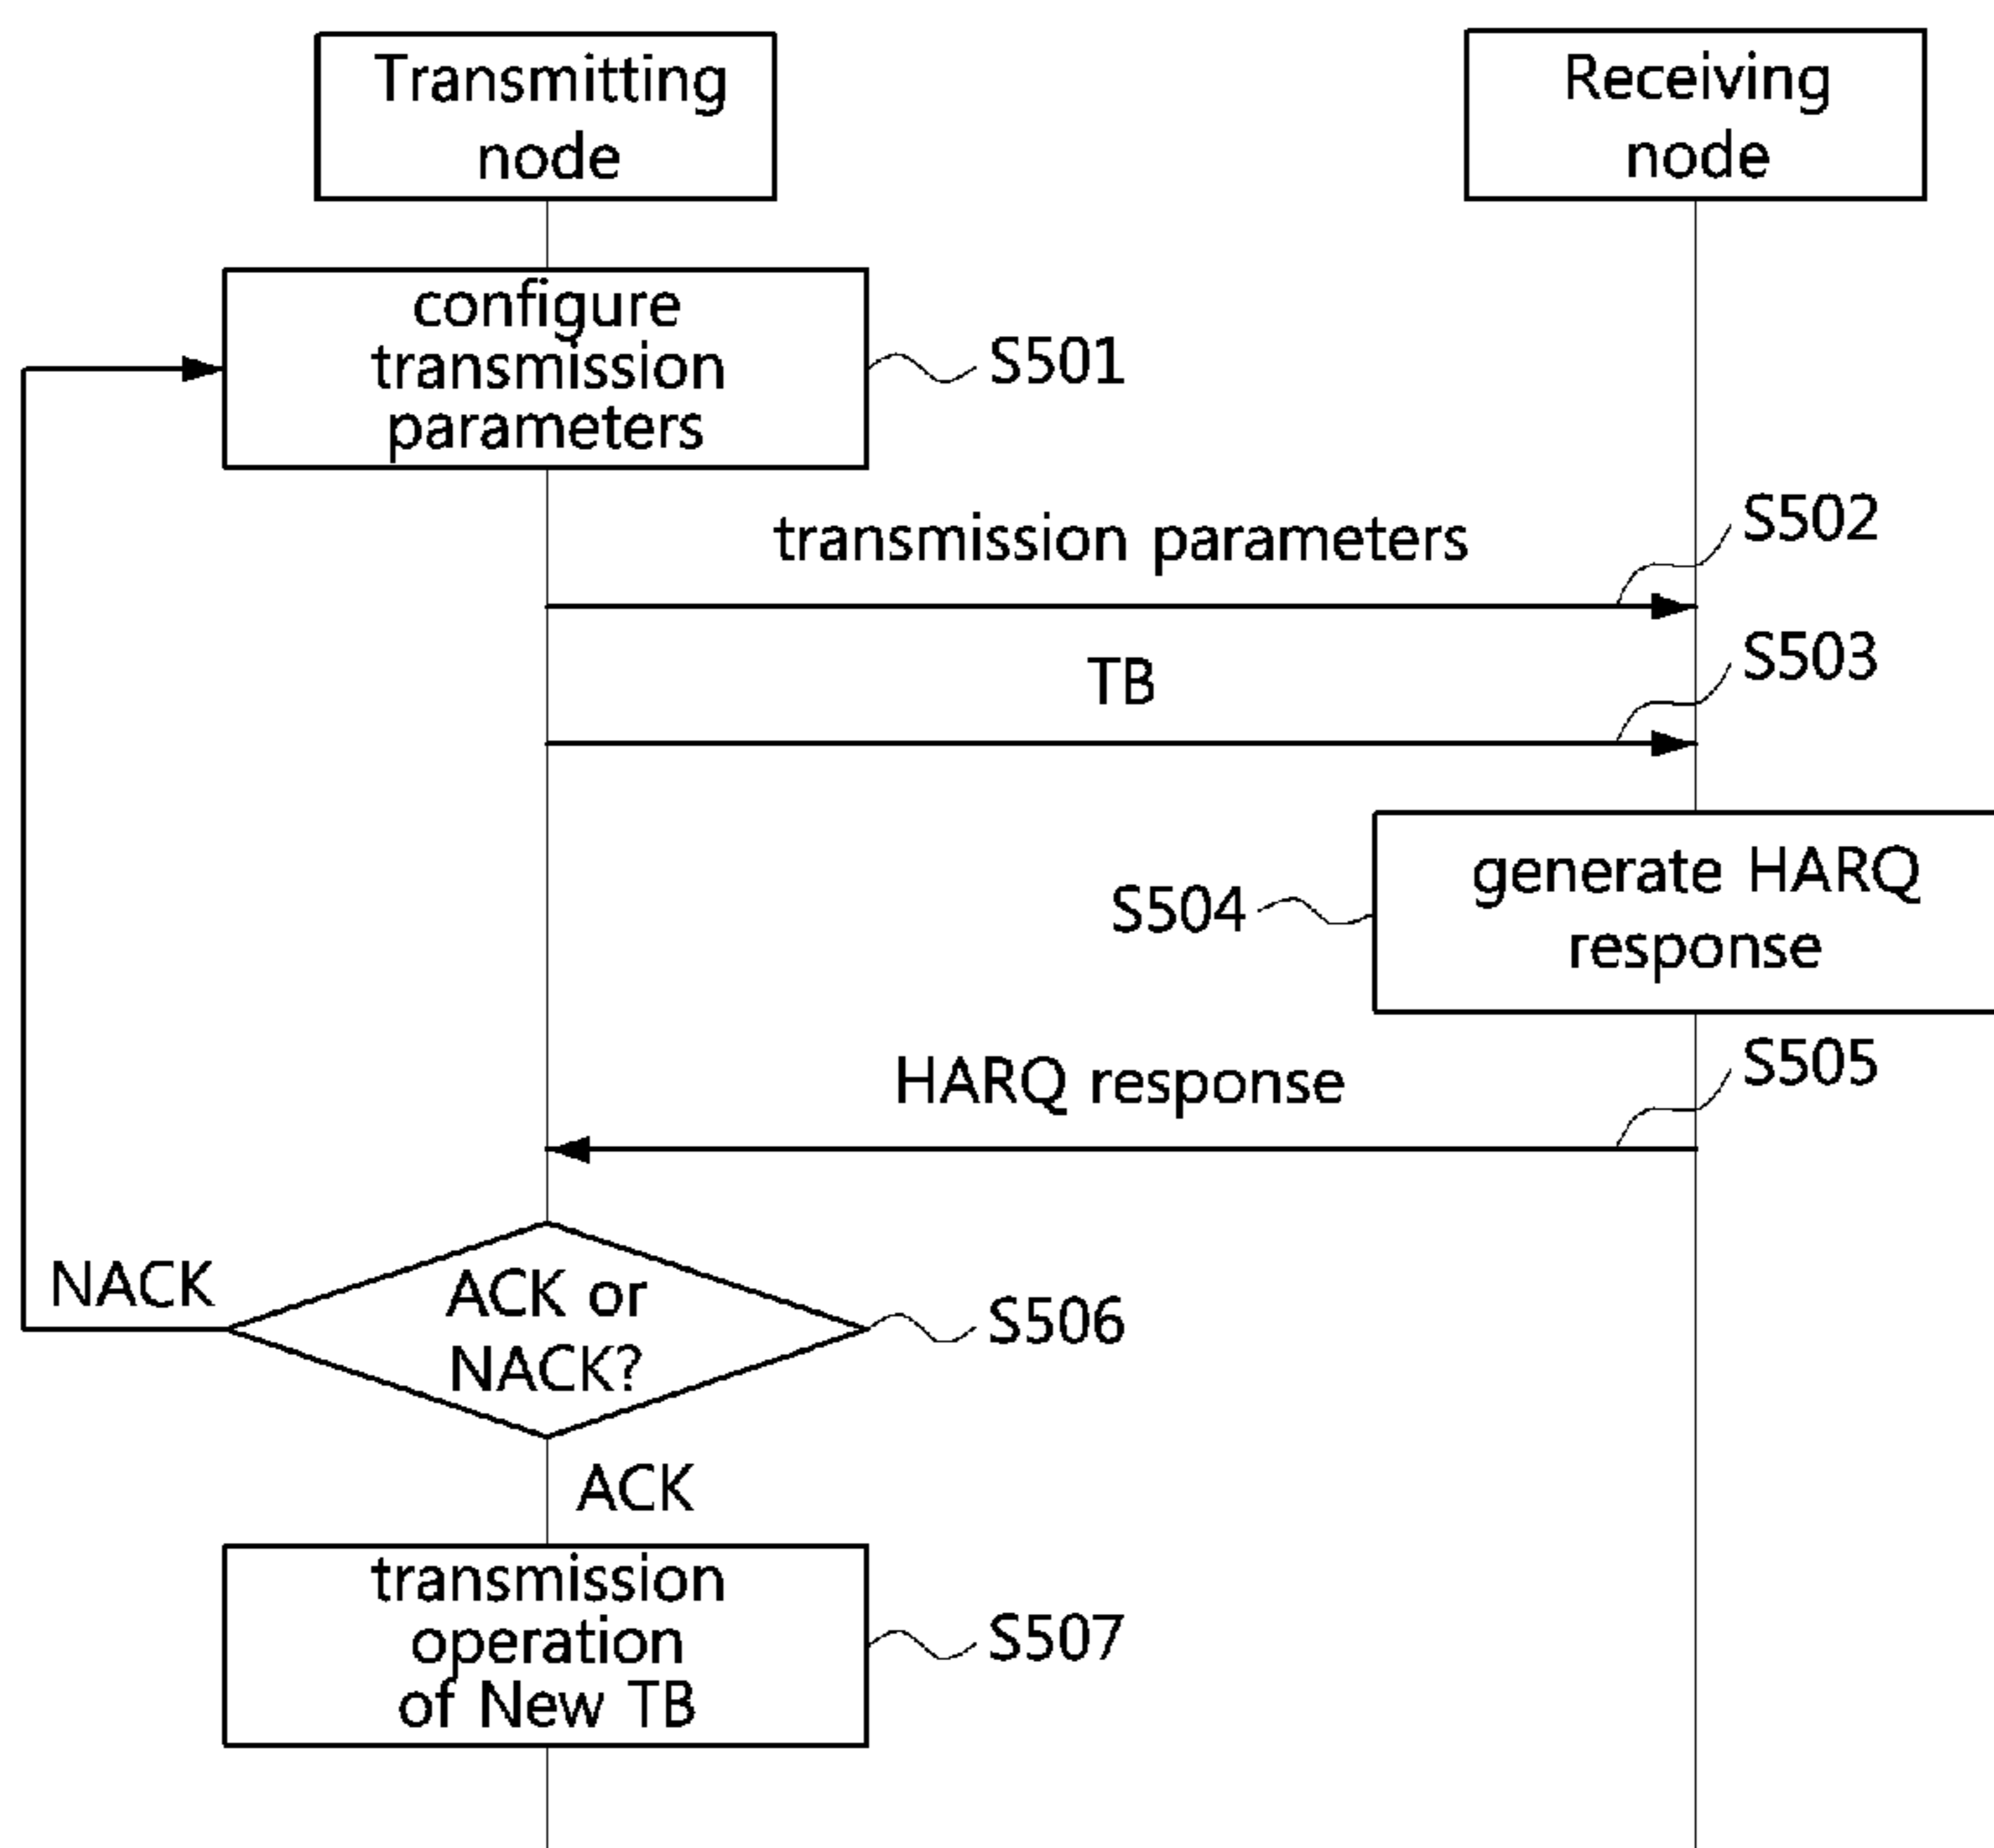 Transmitting
node
Receiving
node
configure
transmission
parameters
S501
transmission parameters
S502
TB
S503
generate HARQ
response
S504
HARQ response
S505
NACK
ACK or
NACK?
S506
ACK
transmission
operation
of New TB
S507